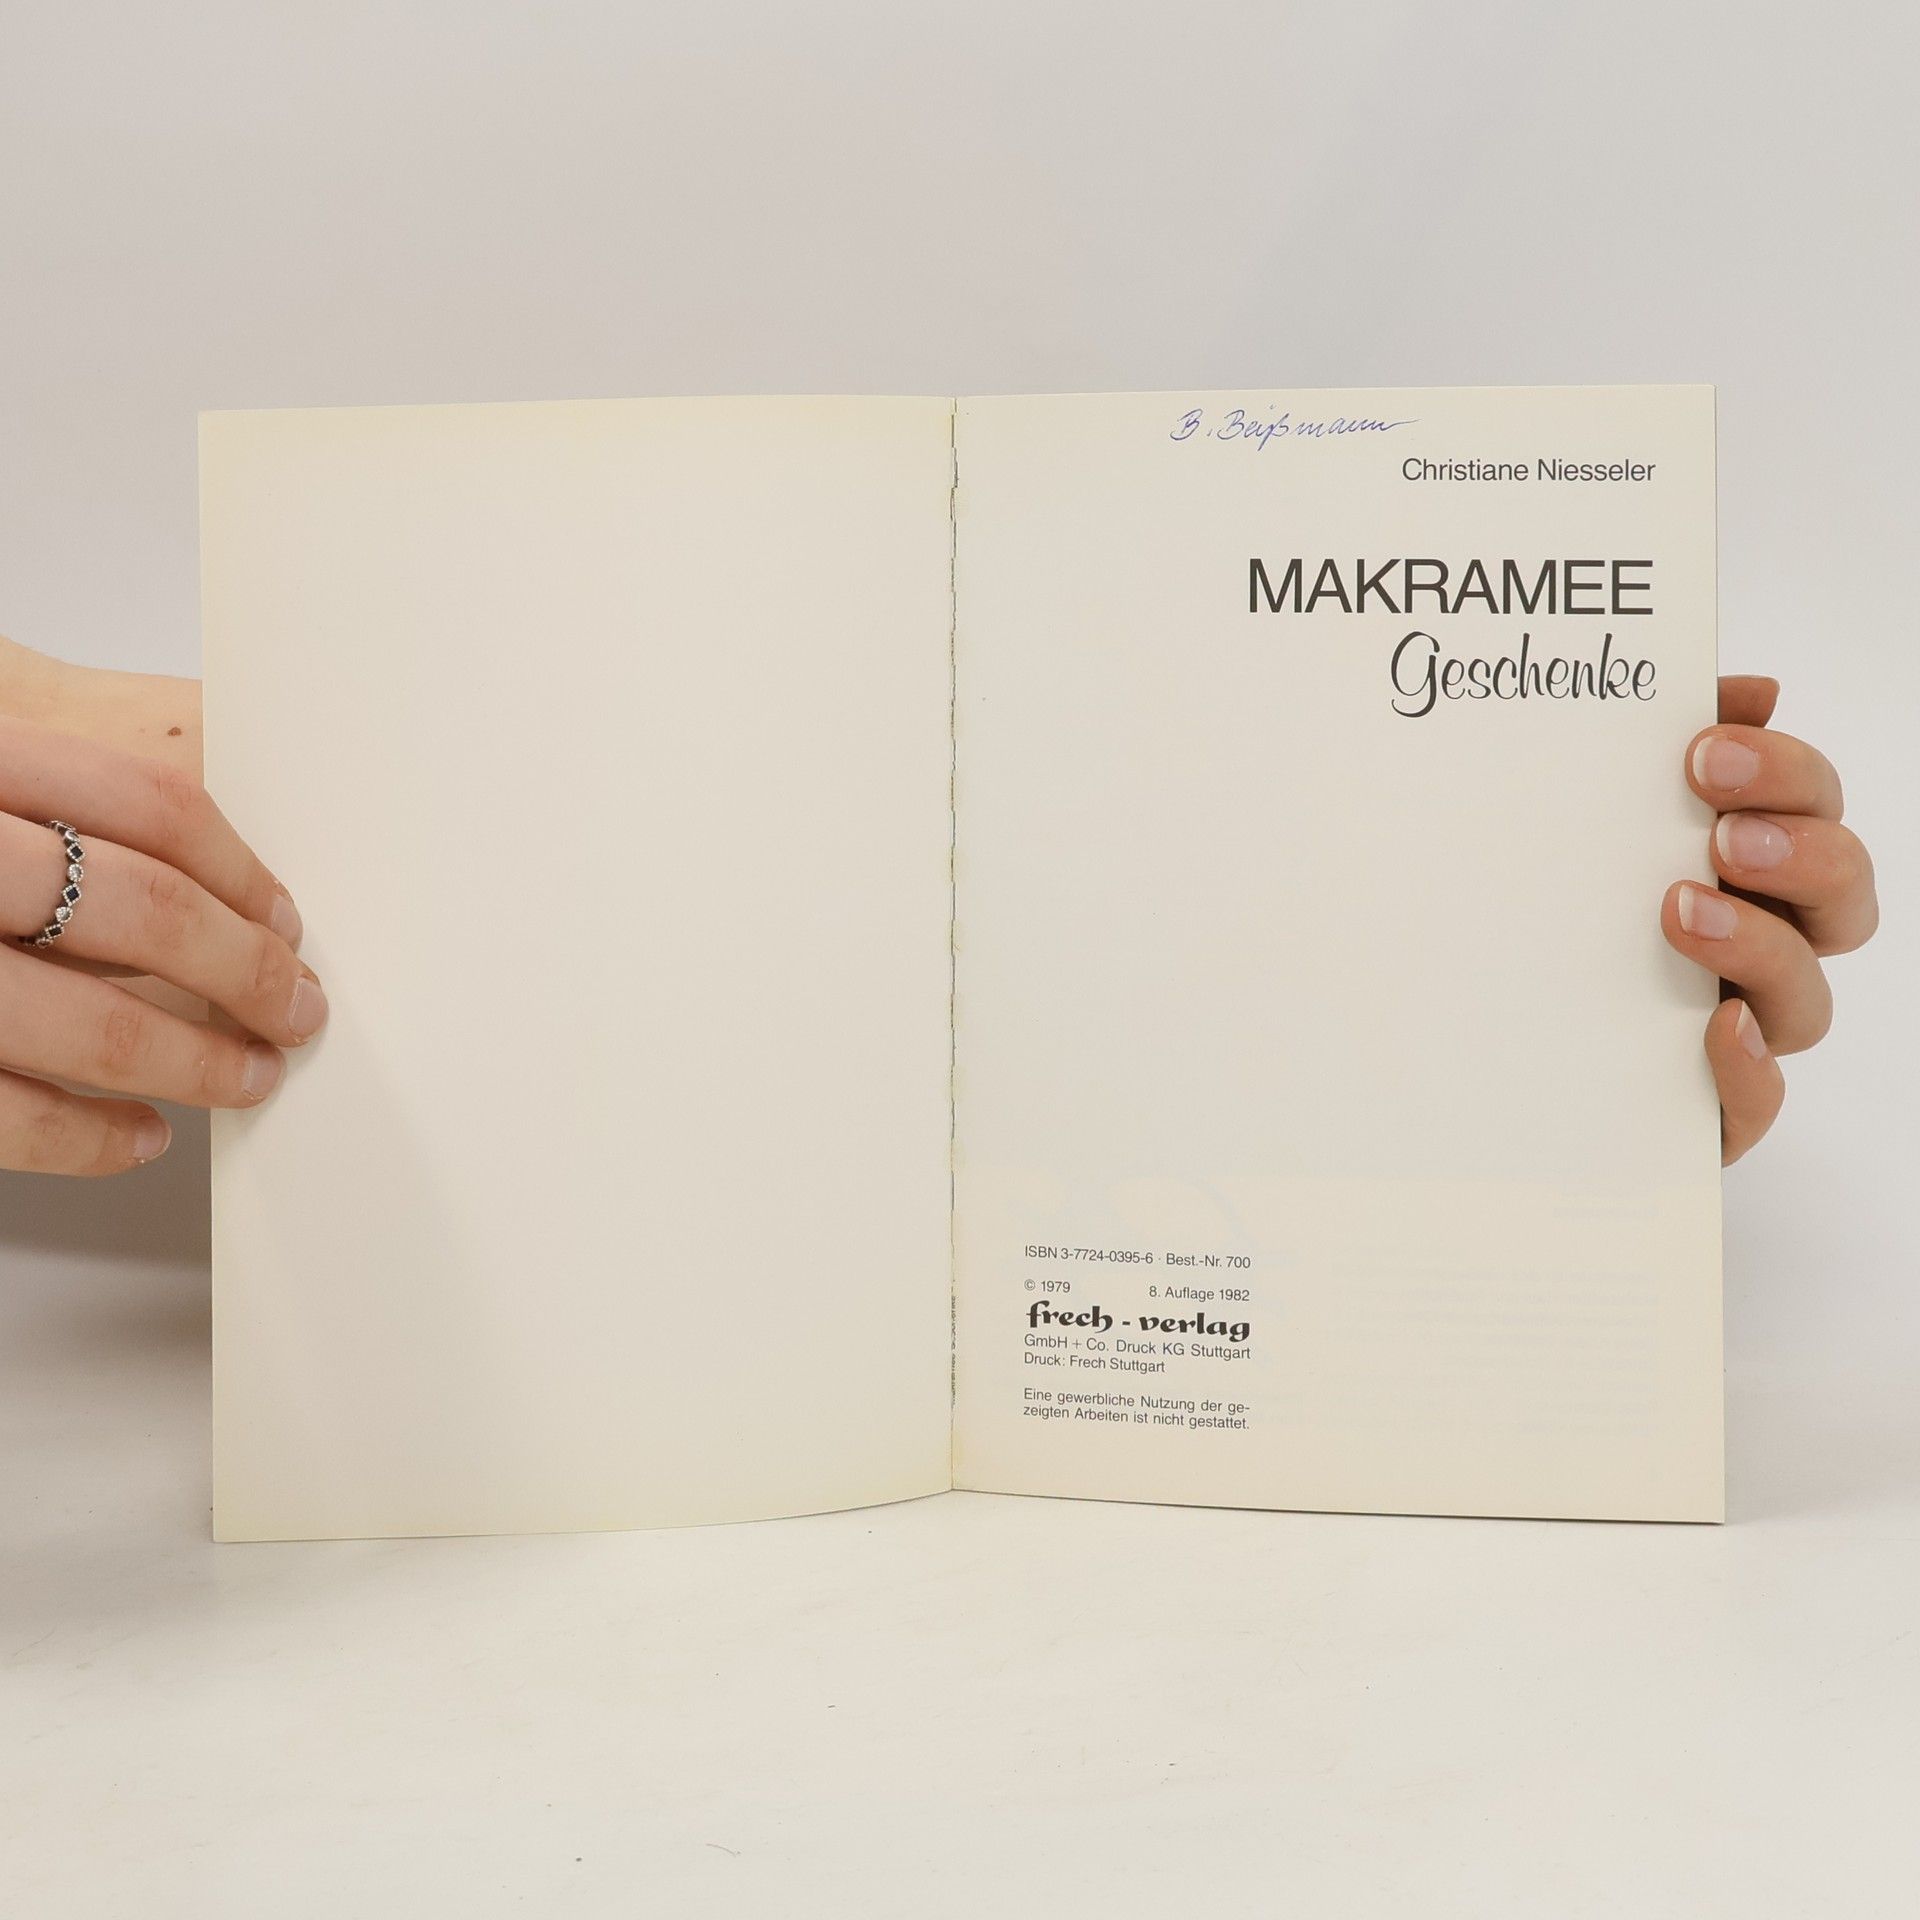 B. Beißmann
Christiane Niesseler
MAKRAMEE
Geschenke
ISBN 3-7724-0395-6 · Best.-Nr. 700
© 1979 8. Auflage 1982
frech-verlag
GmbH + Co. Druck KG Stuttgart
Druck: Frech Stuttgart
Eine gewerbliche Nutzung der ge-
zeigten Arbeiten ist nicht gestattet.